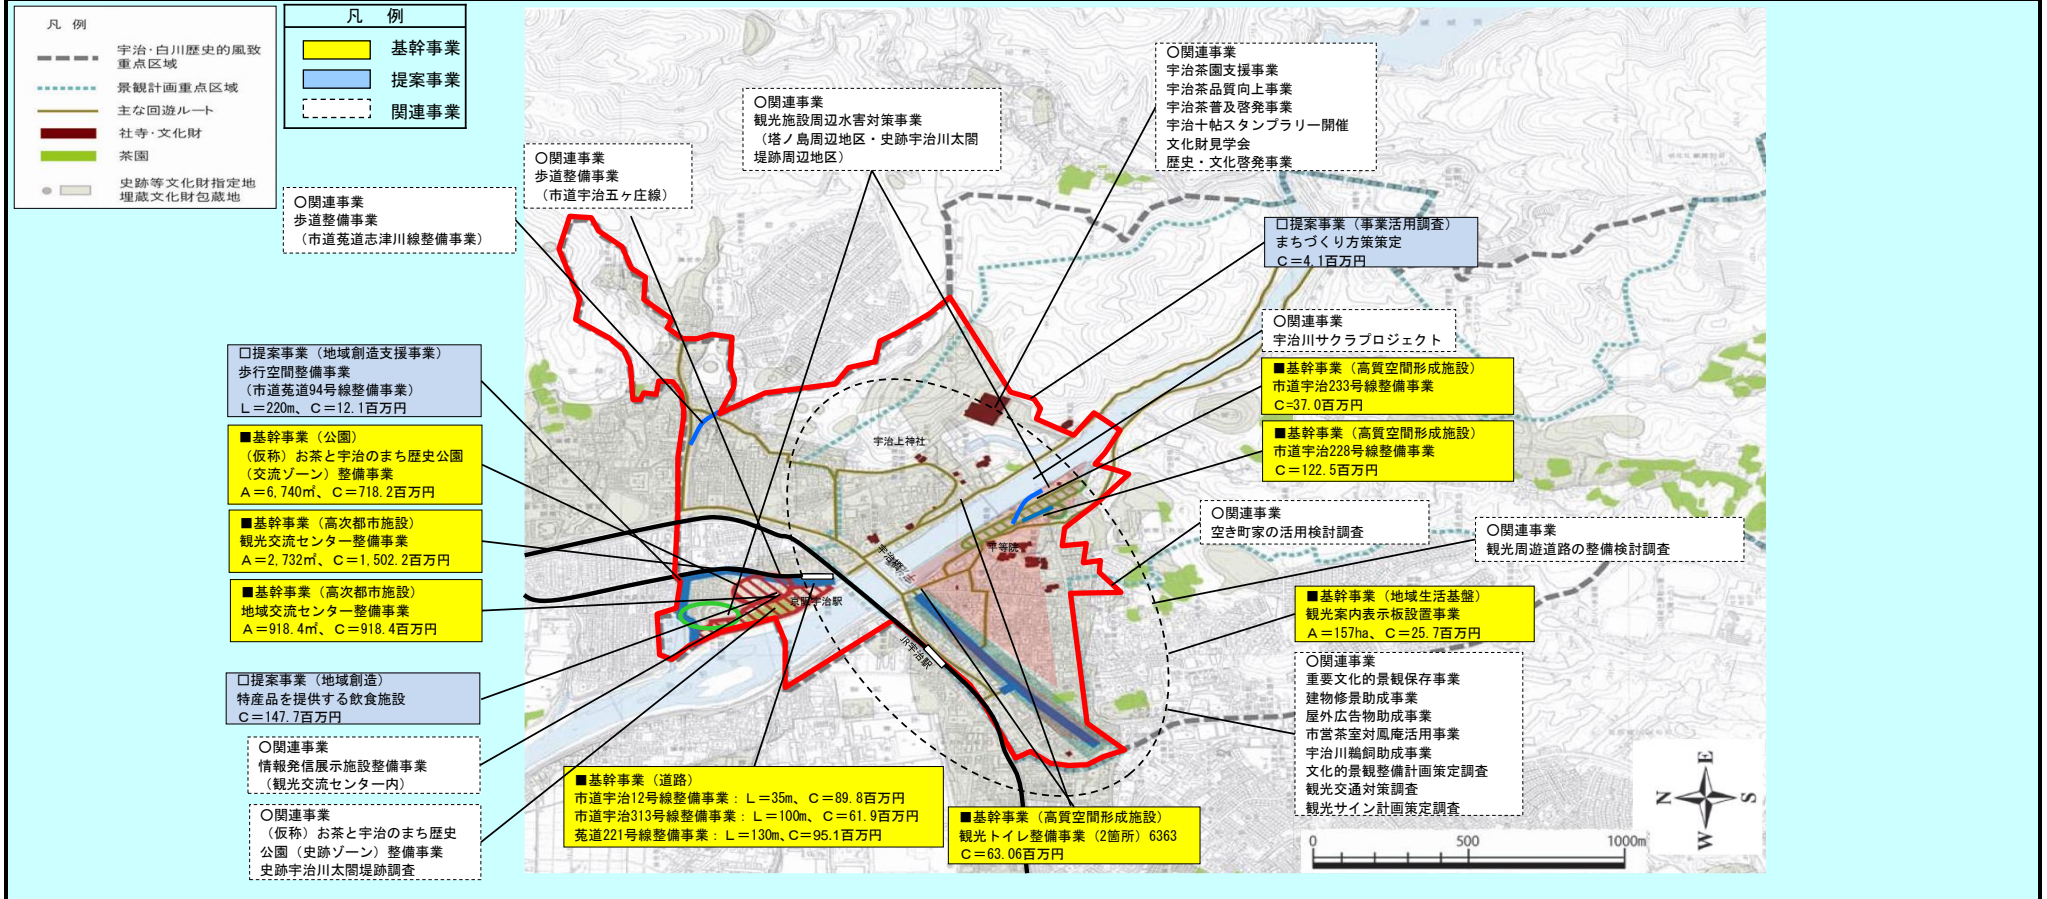 凡 例
宇治・白川歴史的風致
重点区域
景観計画重点区域
主な回遊ルート
社寺・文化財
茶園
史跡等文化財指定地
埋蔵文化財包蔵地
凡 例
基幹事業
提案事業
関連事業
〇関連事業
歩道整備事業
（市道菟道志津川線整備事業）
〇関連事業
歩道整備事業
（市道宇治五ヶ庄線）
〇関連事業
観光施設周辺水害対策事業
（塔ノ島周辺地区・史跡宇治川太閤
堤跡周辺地区）
〇関連事業
宇治茶園支援事業
宇治茶品質向上事業
宇治茶普及啓発事業
宇治十帖スタンプラリー開催
文化財見学会
歴史・文化啓発事業
□提案事業（事業活用調査）
まちづくり方策策定
C＝4.1百万円
〇関連事業
宇治川サクラプロジェクト
■基幹事業（高質空間形成施設）
市道宇治233号線整備事業
C=37.0百万円
■基幹事業（高質空間形成施設）
市道宇治228号線整備事業
C＝122.5百万円
〇関連事業
空き町家の活用検討調査
〇関連事業
観光周遊道路の整備検討調査
■基幹事業（地域生活基盤）
観光案内表示板設置事業
A＝157ha、C＝25.7百万円
〇関連事業
重要文化的景観保存事業
建物修景助成事業
屋外広告物助成事業
市営茶室対鳳庵活用事業
宇治川鵜飼助成事業
文化的景観整備計画策定調査
観光交通対策調査
観光サイン計画策定調査
□提案事業（地域創造支援事業）
歩行空間整備事業
（市道菟道94号線整備事業）
L＝220m、C＝12.1百万円
■基幹事業（公園）
（仮称）お茶と宇治のまち歴史公園
（交流ゾーン）整備事業
A＝6,740㎡、C＝718.2百万円
■基幹事業（高次都市施設）
観光交流センター整備事業
A＝2,732㎡、C＝1,502.2百万円
■基幹事業（高次都市施設）
地域交流センター整備事業
A＝918.4㎡、C＝918.4百万円
□提案事業（地域創造）
特産品を提供する飲食施設
C＝147.7百万円
〇関連事業
情報発信展示施設整備事業
（観光交流センター内）
〇関連事業
（仮称）お茶と宇治のまち歴史
公園（史跡ゾーン）整備事業
史跡宇治川太閤堤跡調査
■基幹事業（道路）
市道宇治12号線整備事業：L＝35m、C＝89.8百万円
市道宇治313号線整備事業：L＝100m、C＝61.9百万円
菟道221号線整備事業：L＝130m、C＝95.1百万円
■基幹事業（高質空間形成施設）
観光トイレ整備事業（2箇所）6363
C＝63.06百万円
宇治上神社
平等院
京阪宇治駅
JR宇治駅
N
E
S
W
0
500
1000m